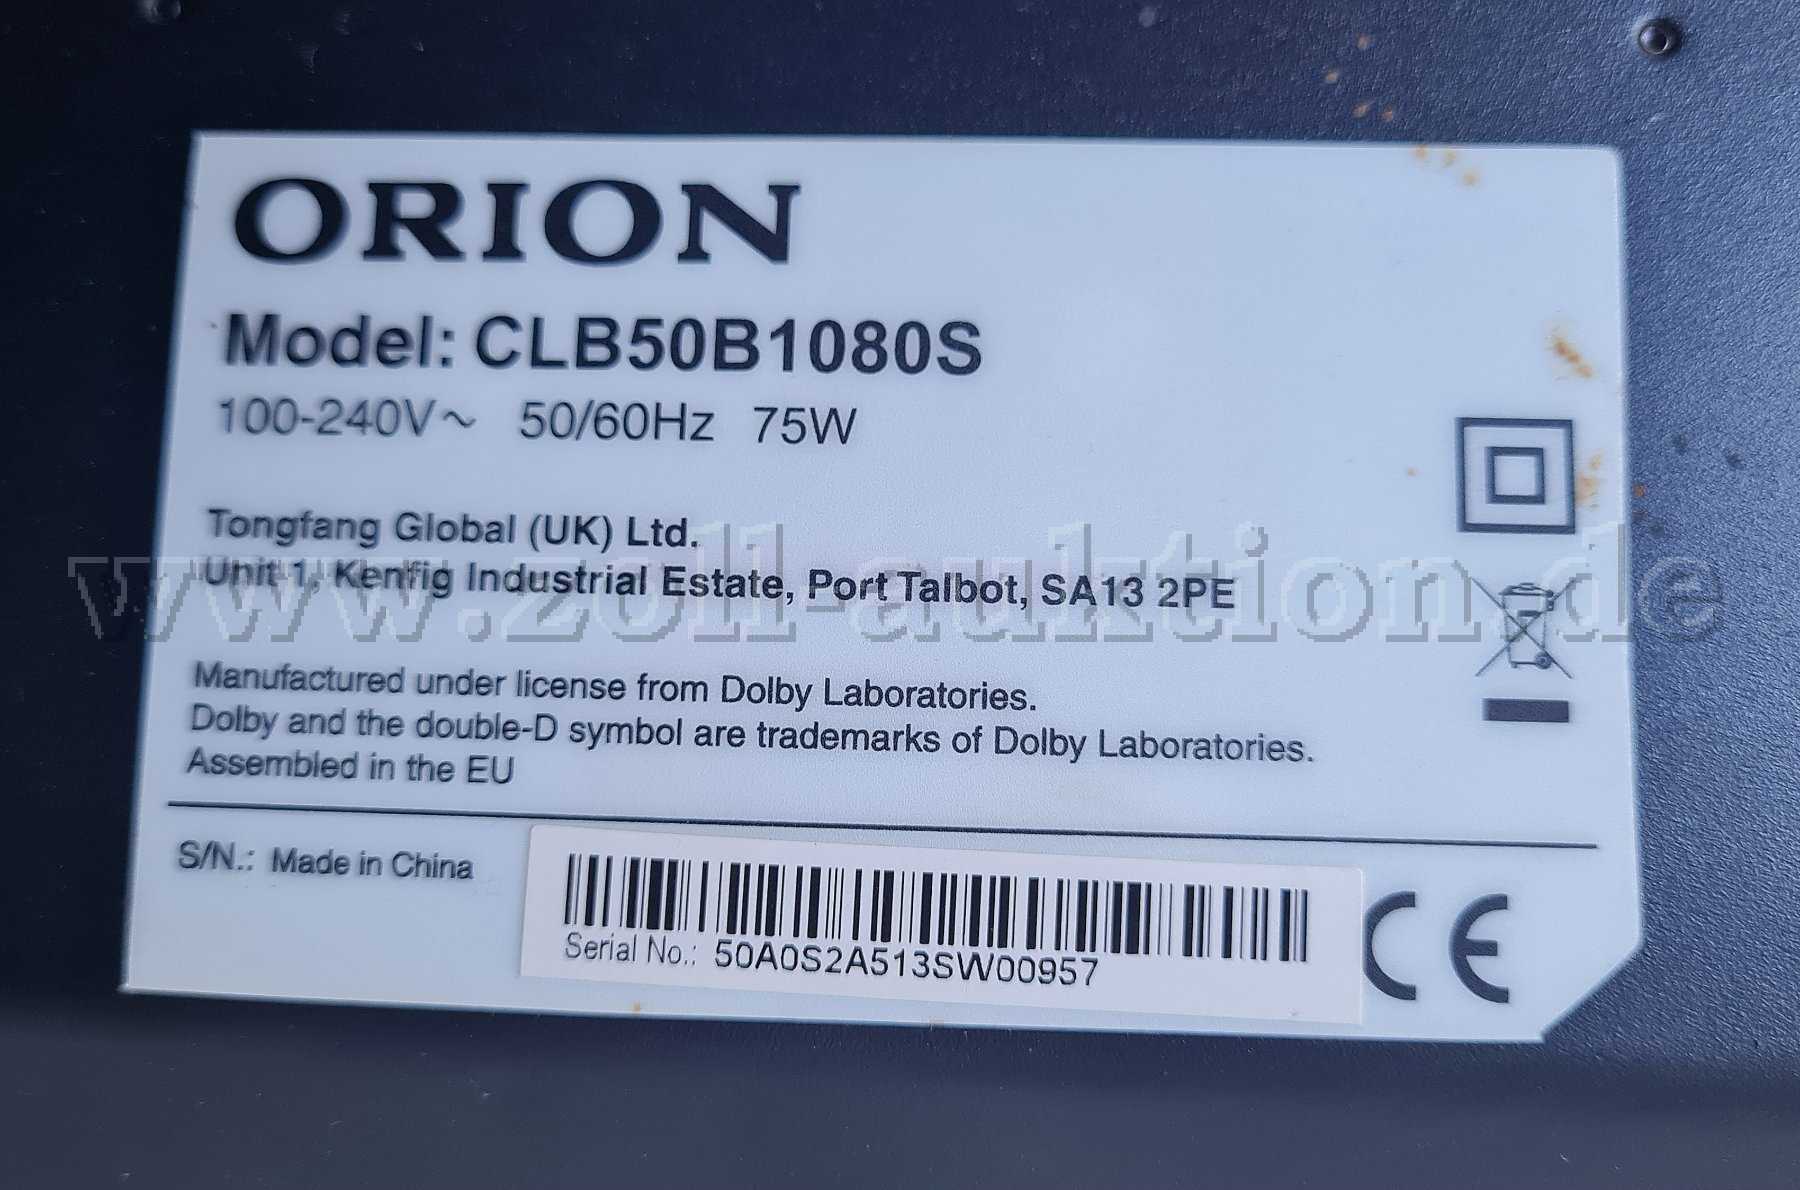 ORION
Model: CLB50B1080S
100-240V~ 50/60Hz 75W
Tongfang Global (UK) Ltd.
Unit 1, Kenfig Industrial Estate, Port Talbot, SA13 2PE
www.zoll-auktion.de
Manufactured under license from Dolby Laboratories.
Dolby and the double-D symbol are trademarks of Dolby Laboratories.
Assembled in the EU
S/N.: Made in China
Serial No.: 50A0S2A513SW00957
CE